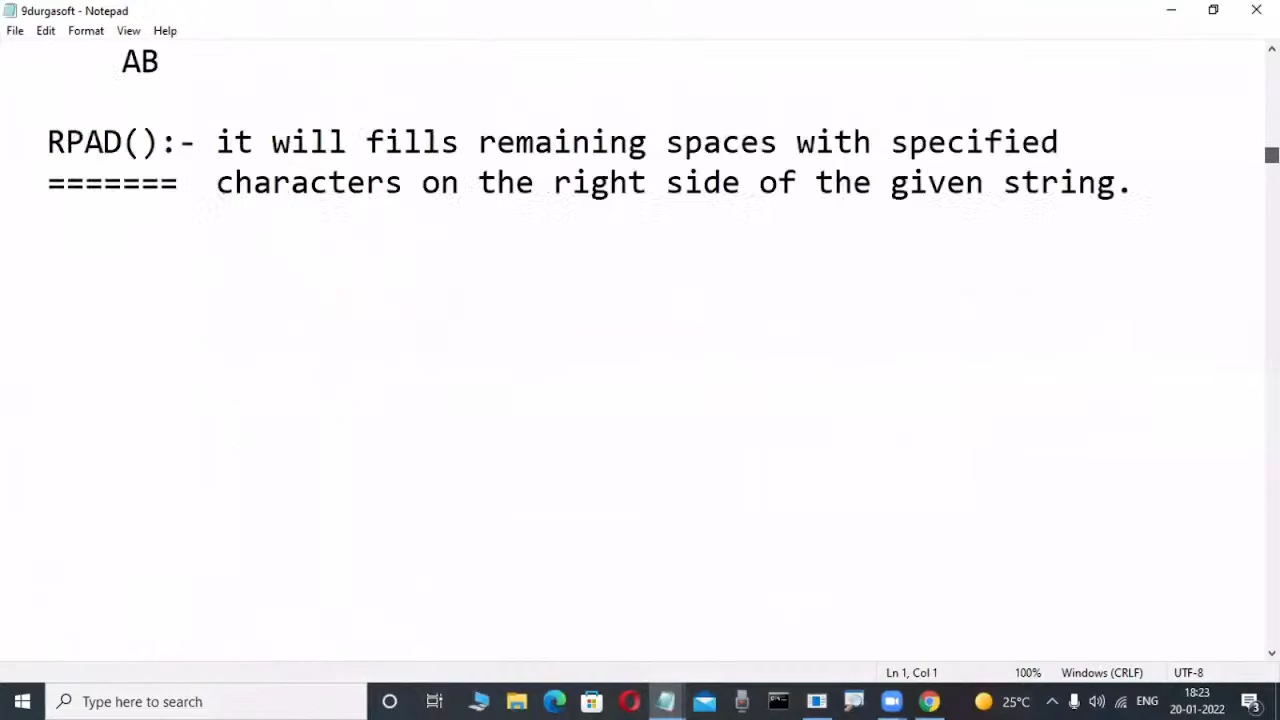 9durgasoft - Notepad
File Edit Format View Help
AB
RPAD():- it will fills remaining spaces with specified
======= characters on the right side of the given string.
Ln 1, Col 1 100% Windows (CRLF) UTF-8
Type here to search
25°C ENG 18:23
20-01-2022 3